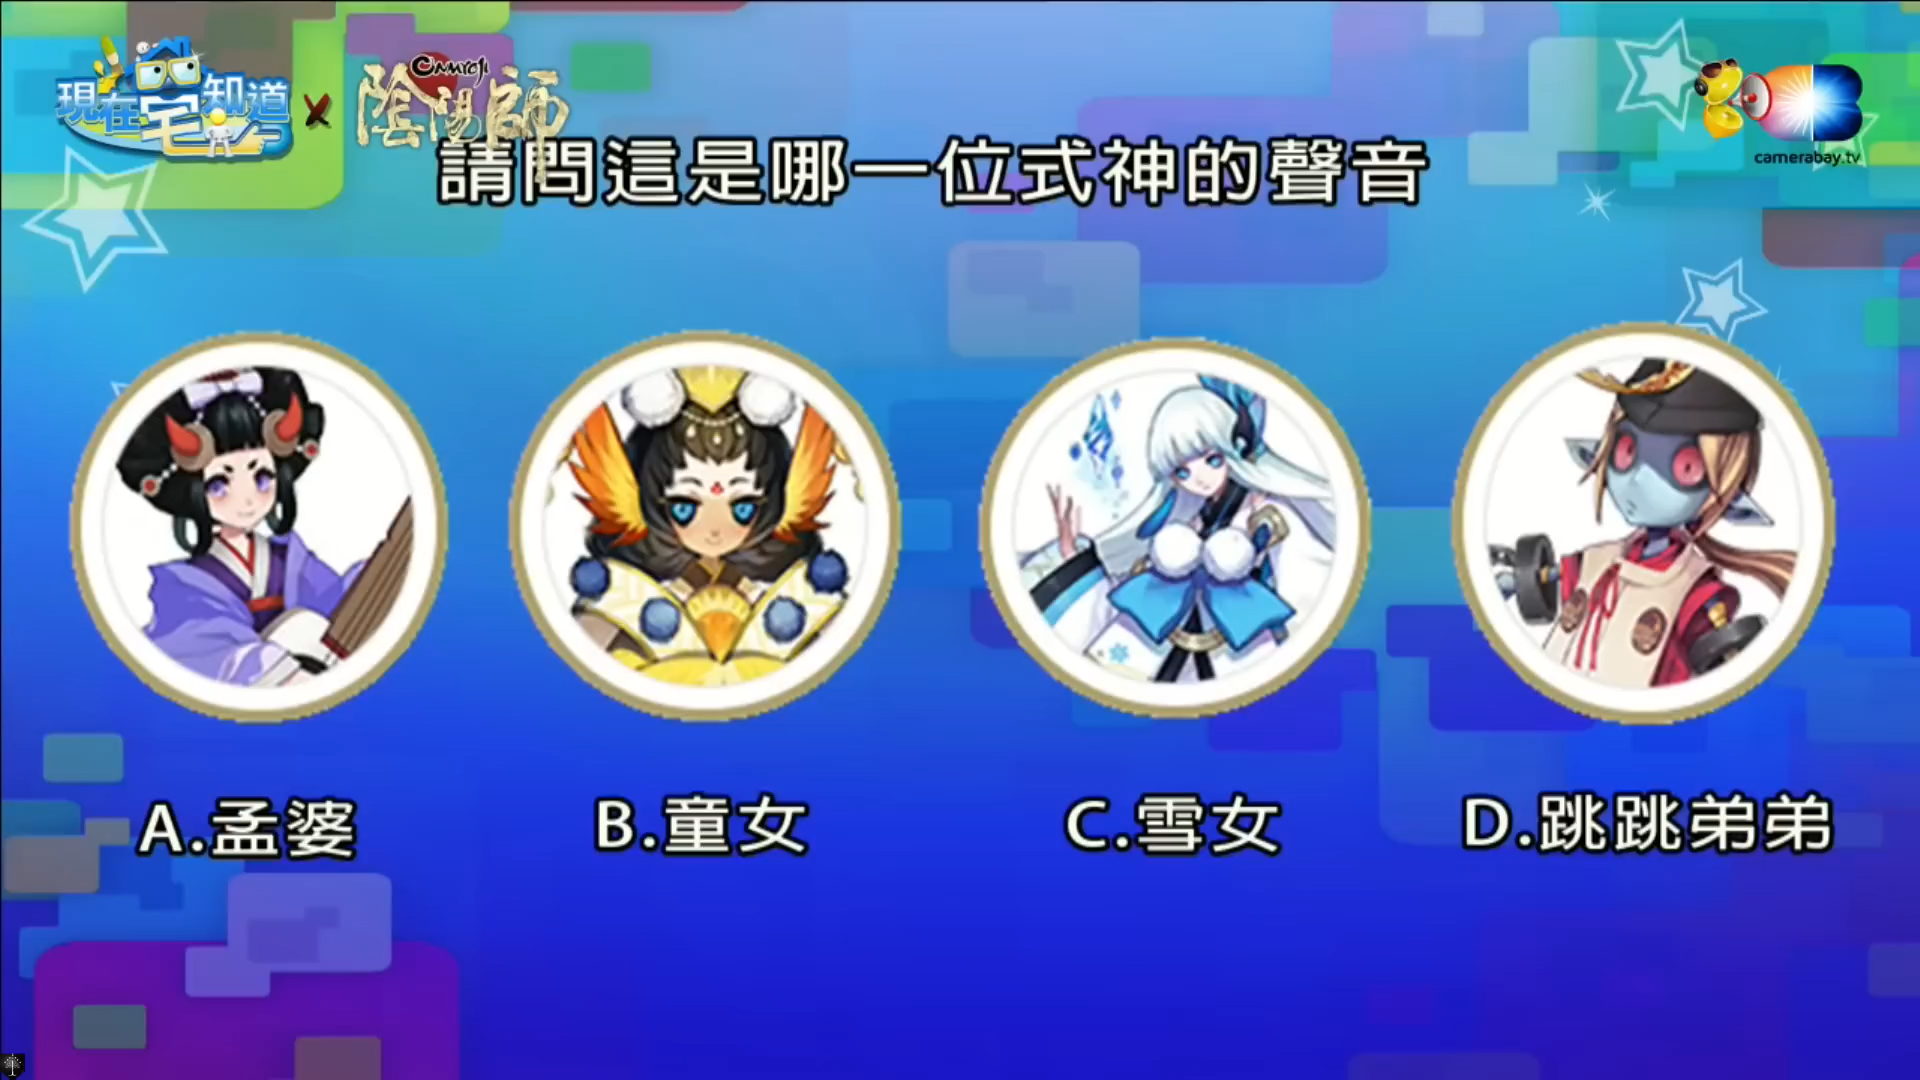 現在宅知道
X
Onmyoji
陰陽師
camerabay.tv
請問這是哪一位式神的聲音
A.孟婆
B.童女
C.雪女
D.跳跳弟弟